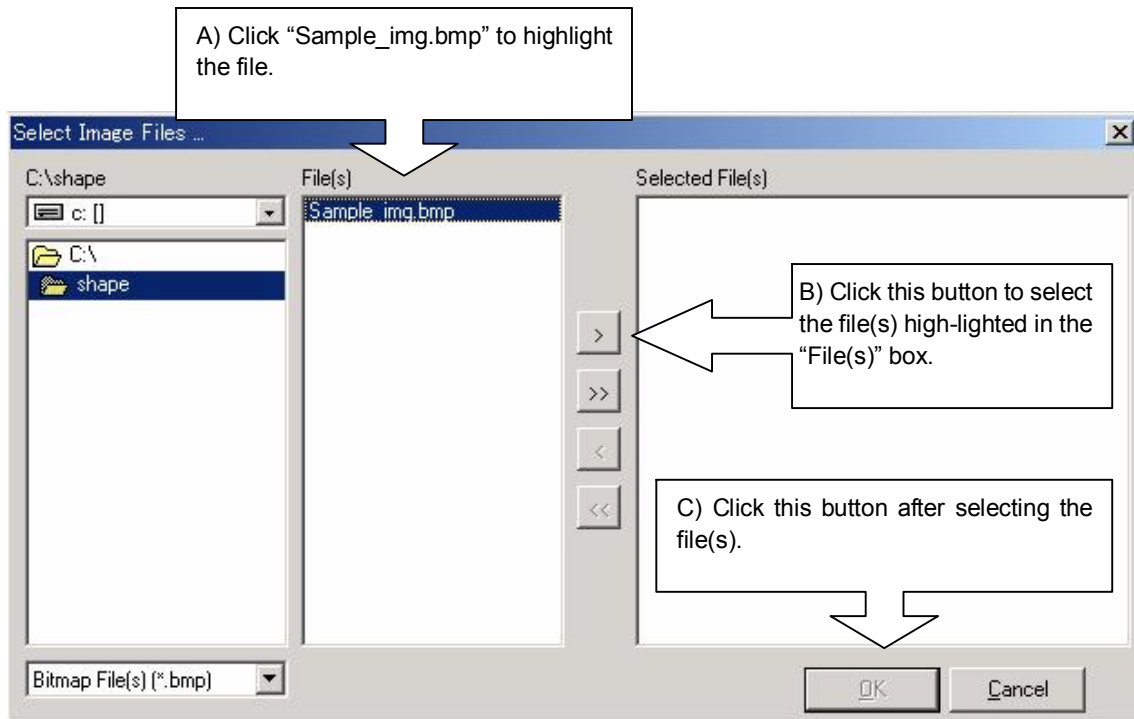 A) Click “Sample_img.bmp” to highlight
the file.
Select Image Files ...
C:\shape
File(s)
Selected File(s)
c: []
Sample_img.bmp
C:\
shape
B) Click this button to select
the file(s) high-lighted in the
“File(s)” box.
>
>>
<
<<
C) Click this button after selecting the
file(s).
Bitmap File(s) (*.bmp)
OK
Cancel